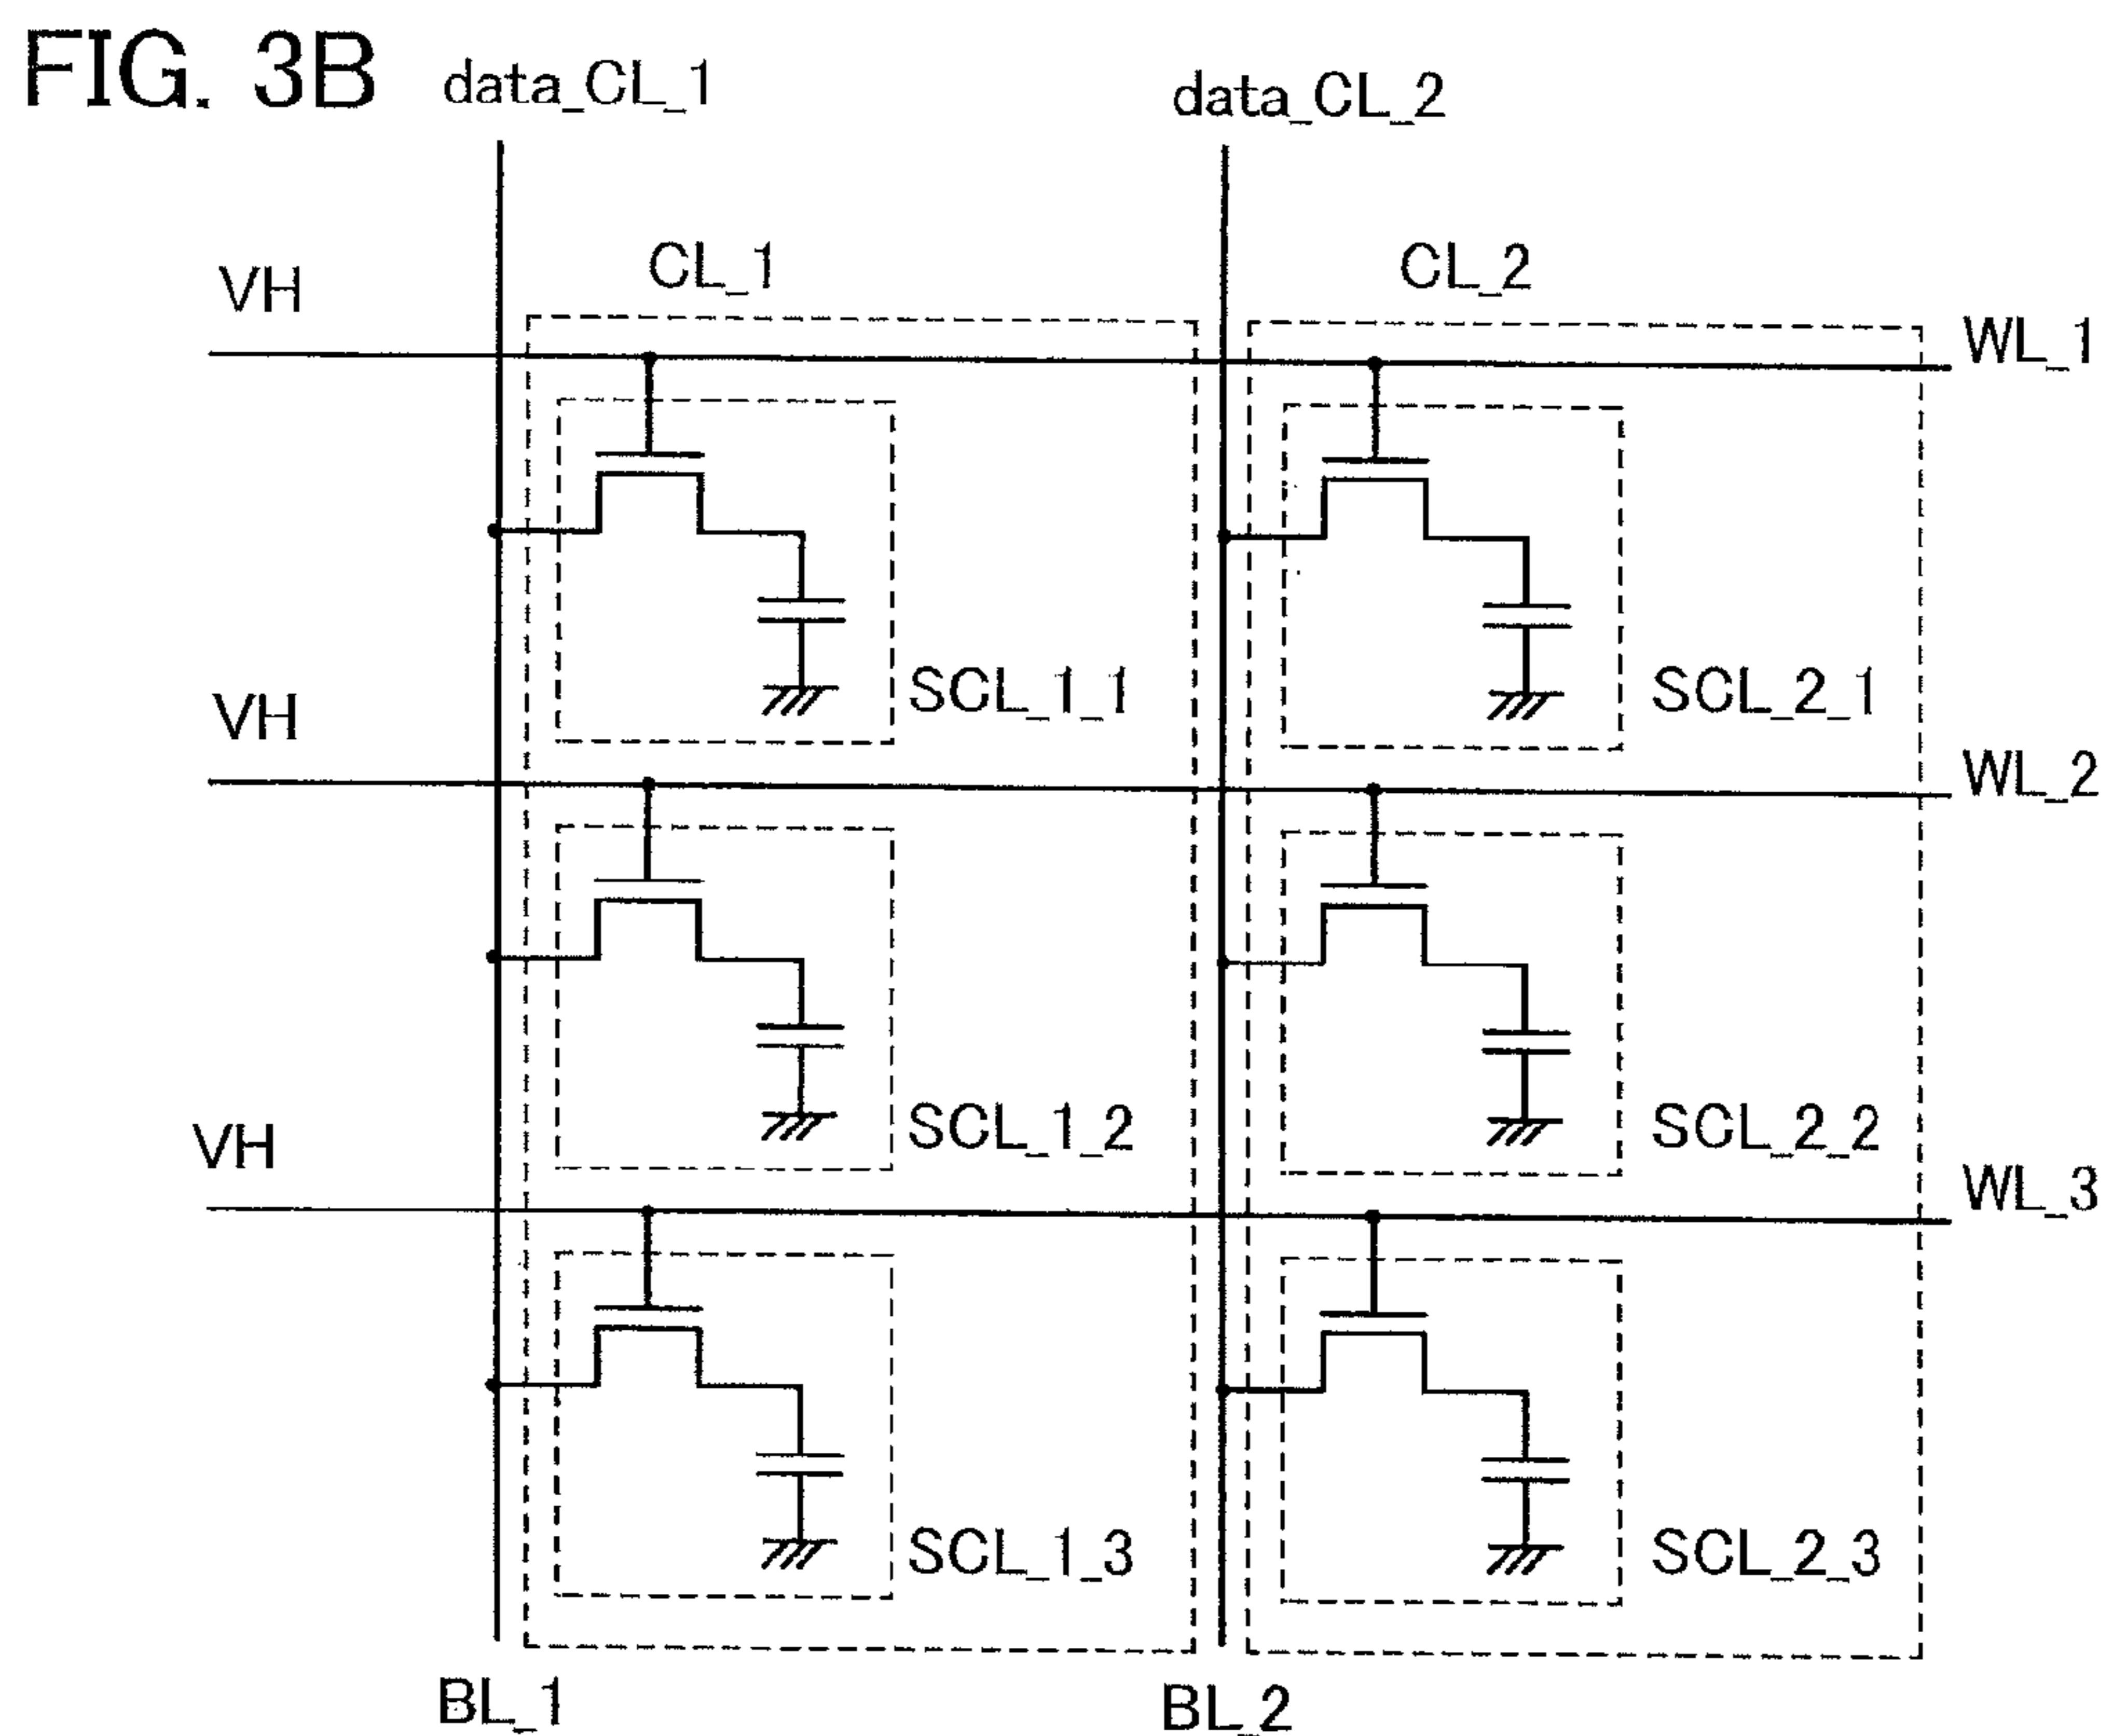 FIG. 3B
data_CL_1
data_CL_2
CL_1
CL_2
VH
WL_1
SCL_1_1
SCL_2_1
VH
WL_2
SCL_1_2
SCL_2_2
VH
WL_3
SCL_1_3
SCL_2_3
BL_1
BL_2